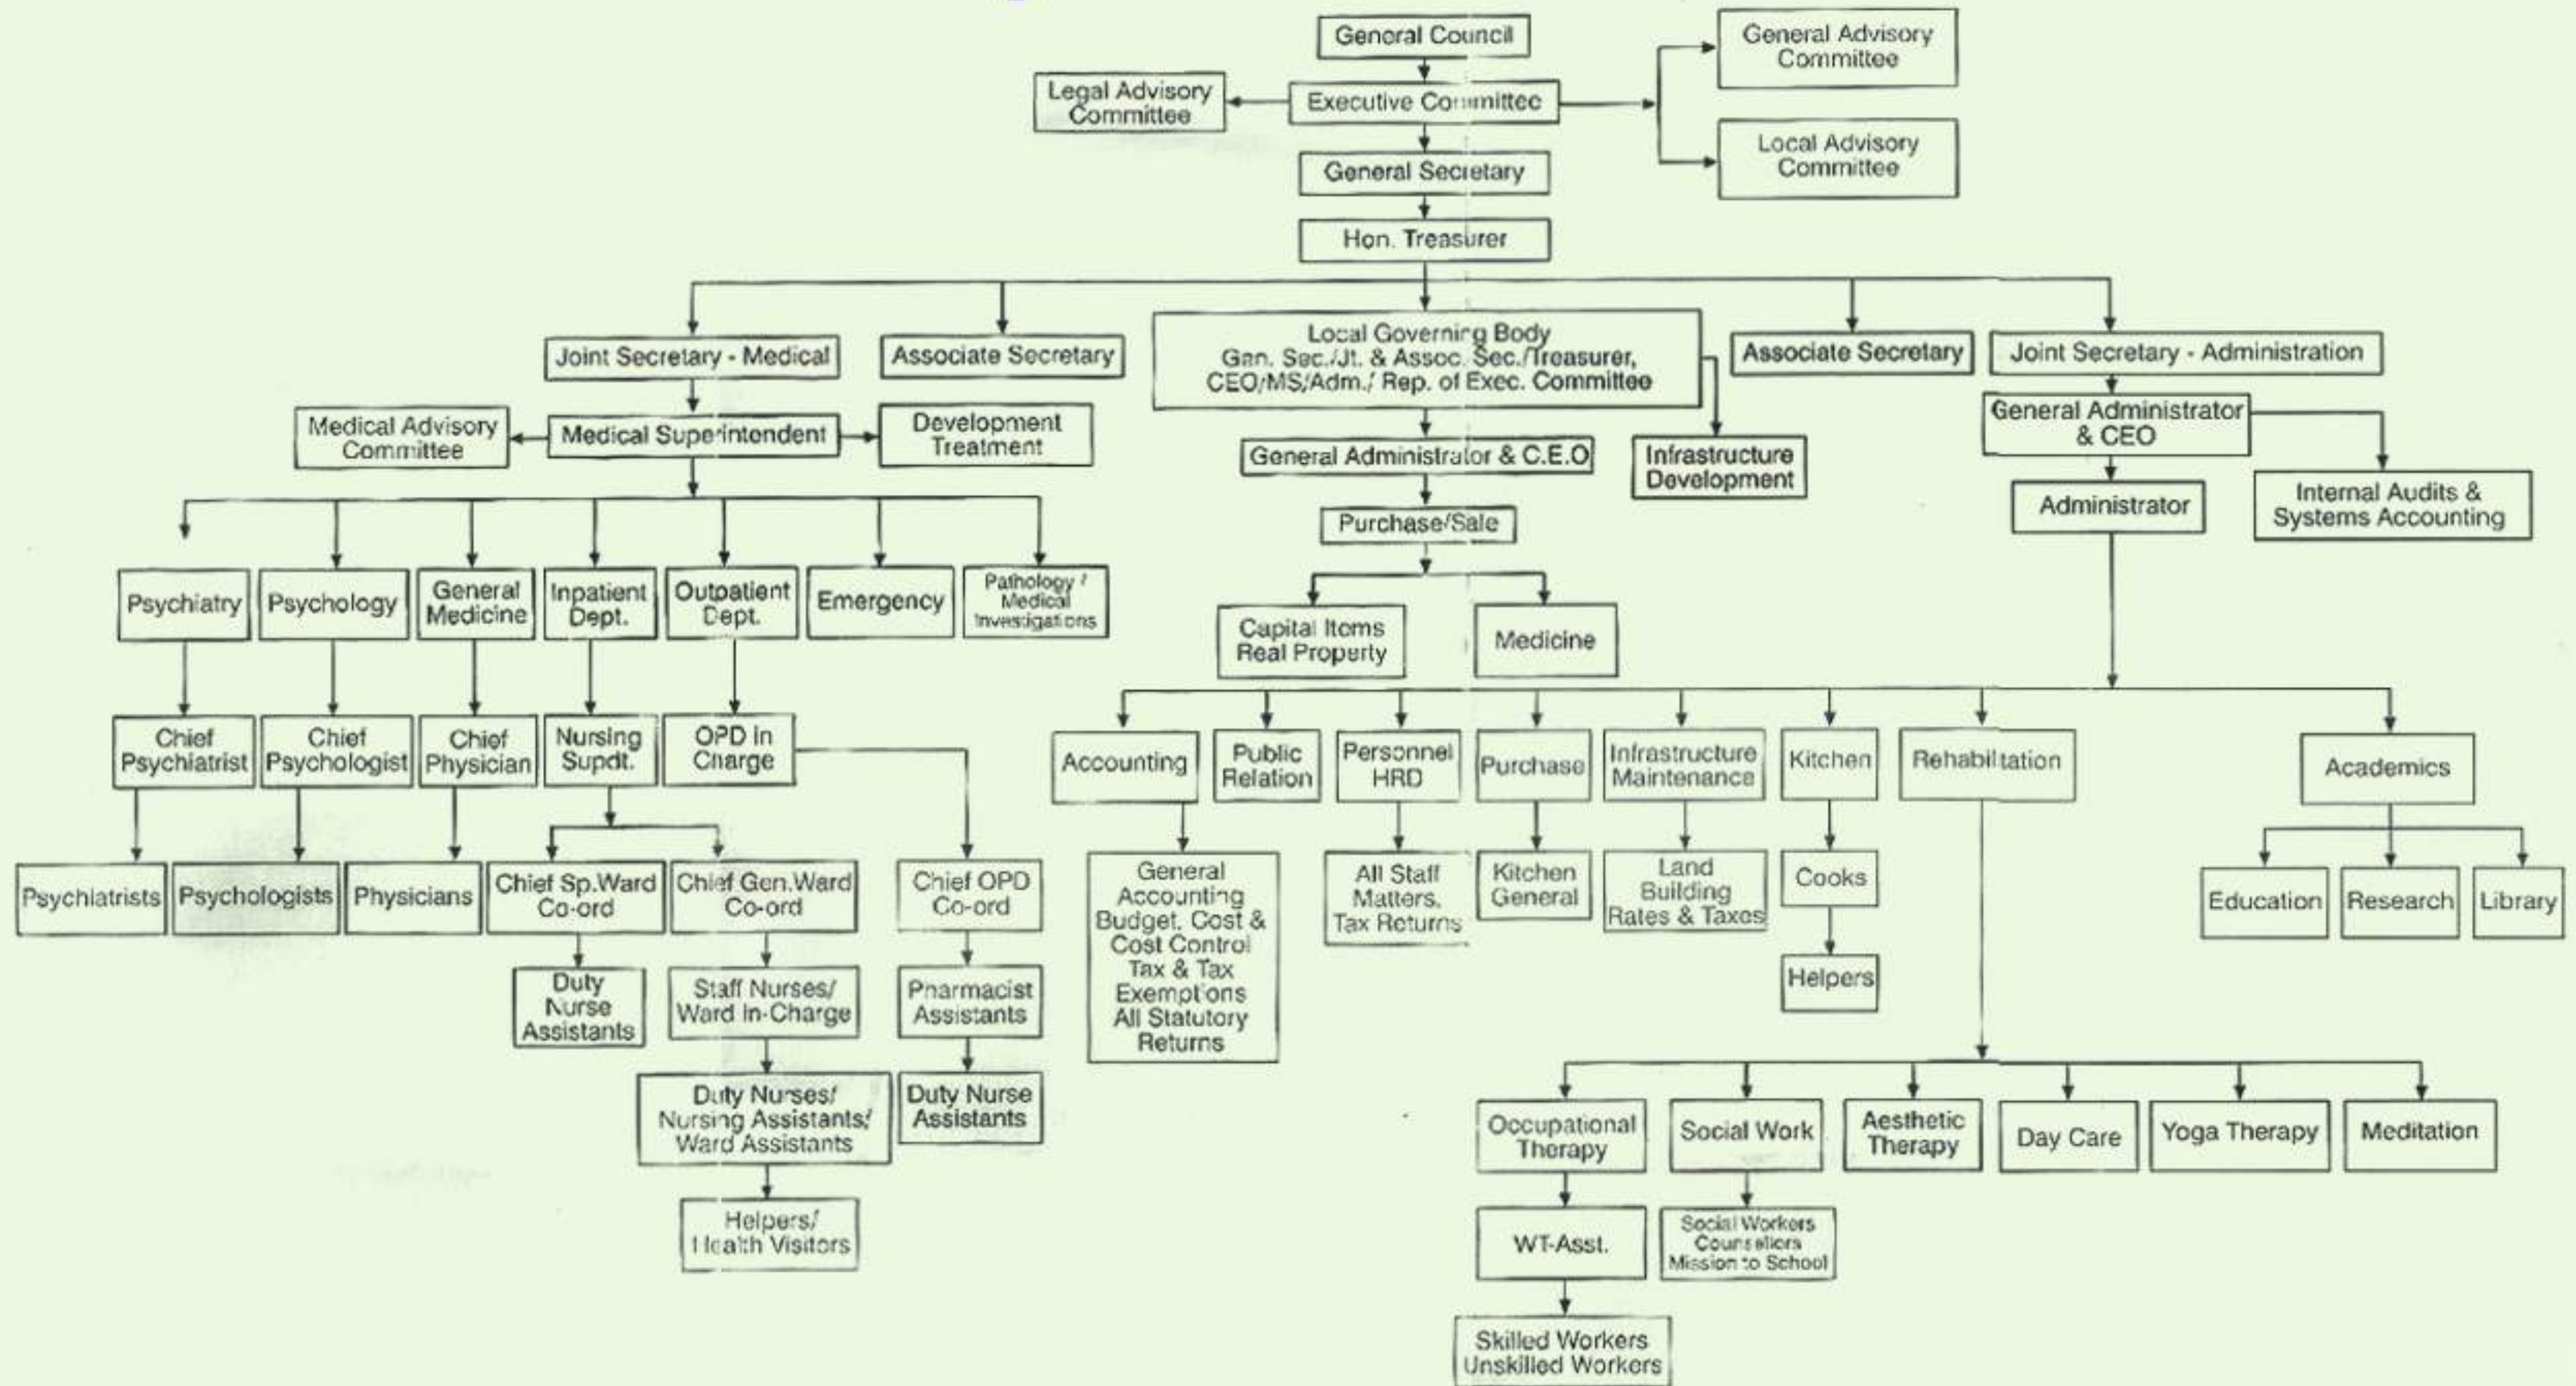 General Council
General Advisory
Committee
Legal Advisory
Committee
Executive Committee
Local Advisory
Committee
General Secretary
Hon. Treasurer
Joint Secretary - Medical
Associate Secretary
Local Governing Body
Gen. Sec./Jt. & Assoc. Sec./Treasurer,
CEO/MS/Adm./ Rep. of Exec. Committee
Associate Secretary
Joint Secretary - Administration
Medical Advisory
Committee
Medical Superintendent
Development
Treatment
General Administrator & C.E.O
Infrastructure
Development
General Administrator
& CEO
Purchase/Sale
Administrator
Internal Audits &
Systems Accounting
Psychiatry
Psychology
General
Medicine
Inpatient
Dept.
Outpatient
Dept.
Emergency
Pathology /
Medical
Investigations
Capital Items
Real Property
Medicine
Chief
Psychiatrist
Chief
Psychologist
Chief
Physician
Nursing
Supdt.
OPD In
Charge
Accounting
Public
Relation
Personnel
HRD
Purchase
Infrastructure
Maintenance
Kitchen
Rehabilitation
Academics
Psychiatrists
Psychologists
Physicians
Chief Sp.Ward
Co-ord
Chief Gen.Ward
Co-ord
Chief OPD
Co-ord
General
Accounting
Budget, Cost &
Cost Control
Tax & Tax
Exemptions
All Statutory
Returns
All Staff
Matters,
Tax Returns
Kitchen
General
Land
Building
Rates & Taxes
Cooks
Education
Research
Library
Duty
Nurse
Assistants
Staff Nurses/
Ward In-Charge
Pharmacist
Assistants
Helpers
Duty Nurses/
Nursing Assistants/
Ward Assistants
Duty Nurse
Assistants
Occupational
Therapy
Social Work
Aesthetic
Therapy
Day Care
Yoga Therapy
Meditation
Helpers/
Health Visitors
WT-Asst.
Social Workers
Counsellors
Mission to School
Skilled Workers
Unskilled Workers